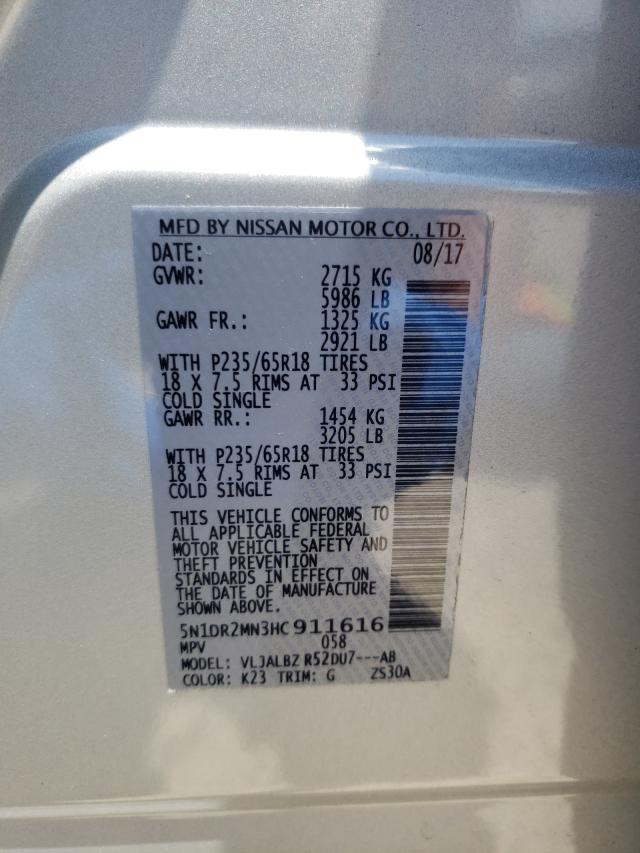 MFD BY NISSAN MOTOR CO., LTD.
DATE: 08/17
GVWR: 2715 KG
5986 LB
GAWR FR.: 1325 KG
2921 LB
WITH P235/65R18 TIRES
18 X 7.5 RIMS AT 33 PSI
COLD SINGLE
GAWR RR.: 1454 KG
3205 LB
WITH P235/65R18 TIRES
18 X 7.5 RIMS AT 33 PSI
COLD SINGLE
THIS VEHICLE CONFORMS TO
ALL APPLICABLE FEDERAL
MOTOR VEHICLE SAFETY AND
THEFT PREVENTION
STANDARDS IN EFFECT ON
THE DATE OF MANUFACTURE
SHOWN ABOVE.
5N1DR2MN3HC911616
MPV 058
MODEL: VLJALBZ R52DU7---AB
COLOR: K23 TRIM: G ZS30A